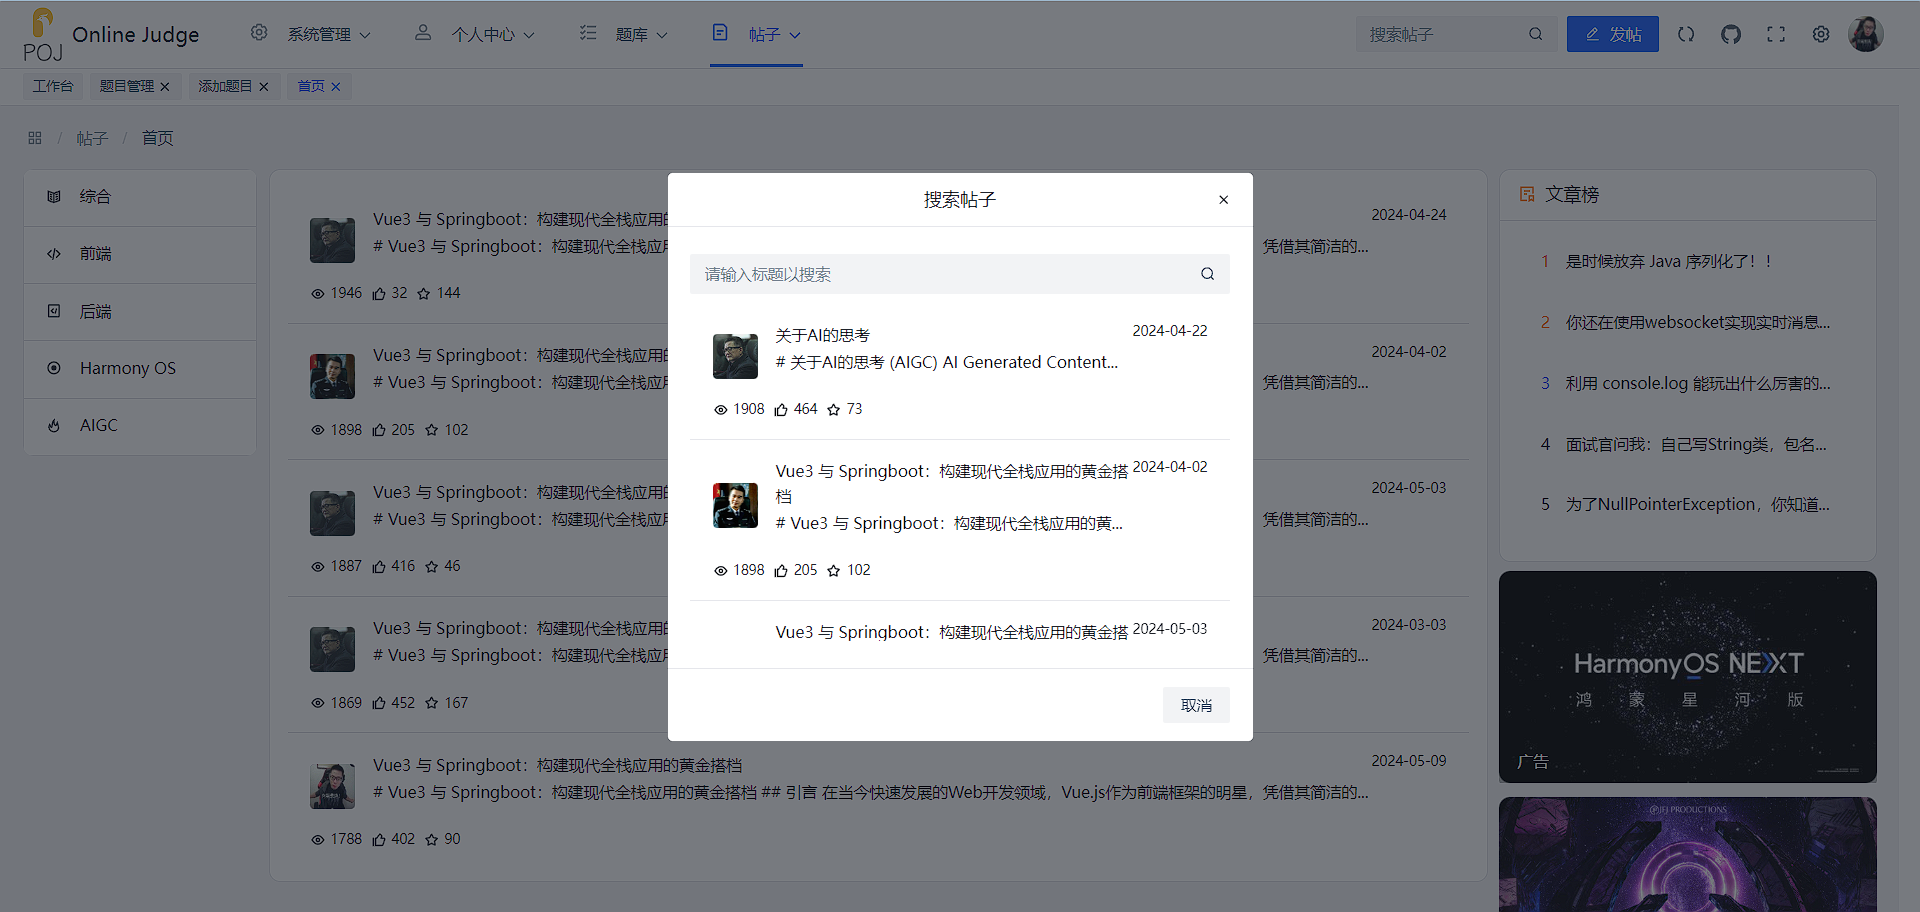 POJ Online Judge 系统管理 个人中心 题库 帖子 搜索帖子 发帖
工作台 题目管理 添加题目 首页
/ 帖子 / 首页
综合
前端
后端
Harmony OS
AIGC
Vue3 与 Springboot：构建现代全栈应用的 2024-04-24
# Vue3 与 Springboot：构建现代全栈应用 凭借其简洁的...
1946 32 144
Vue3 与 Springboot：构建现代全栈应用的 2024-04-02
# Vue3 与 Springboot：构建现代全栈应用 凭借其简洁的...
1898 205 102
Vue3 与 Springboot：构建现代全栈应用的 2024-05-03
# Vue3 与 Springboot：构建现代全栈应用 凭借其简洁的...
1887 416 46
Vue3 与 Springboot：构建现代全栈应用的 2024-03-03
# Vue3 与 Springboot：构建现代全栈应用 凭借其简洁的...
1869 452 167
Vue3 与 Springboot：构建现代全栈应用的黄金搭档 2024-05-09
# Vue3 与 Springboot：构建现代全栈应用的黄金搭档 ## 引言 在当今快速发展的Web开发领域，Vue.js作为前端框架的明星，凭借其简洁的...
1788 402 90
搜索帖子
请输入标题以搜索
关于AI的思考 2024-04-22
# 关于AI的思考 (AIGC) AI Generated Content...
1908 464 73
Vue3 与 Springboot：构建现代全栈应用的黄金搭 2024-04-02
档
# Vue3 与 Springboot：构建现代全栈应用的黄...
1898 205 102
Vue3 与 Springboot：构建现代全栈应用的黄金搭 2024-05-03
取消
文章榜
1 是时候放弃 Java 序列化了！！
2 你还在使用websocket实现实时消息...
3 利用 console.log 能玩出什么厉害的...
4 面试官问我：自己写String类，包名...
5 为了NullPointerException，你知道...
HarmonyOS NEXT
鸿蒙星河版
广告
@JFJ PRODUCTIONS